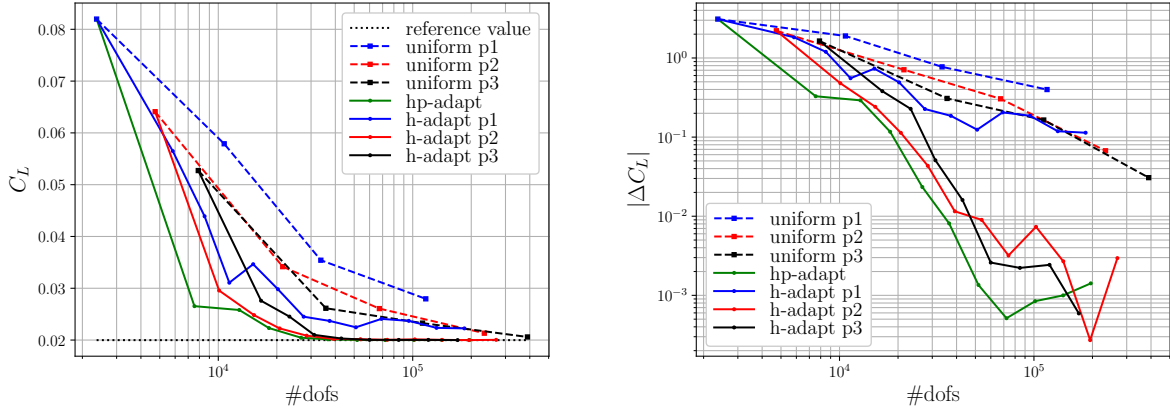 0.08
0.07
0.06
0.05
0.04
0.03
0.02
C_L
10^4
10^5
#dofs
reference value
uniform p1
uniform p2
uniform p3
hp-adapt
h-adapt p1
h-adapt p2
h-adapt p3
10^0
10^{-1}
10^{-2}
10^{-3}
|ΔC_L|
10^4
10^5
#dofs
uniform p1
uniform p2
uniform p3
hp-adapt
h-adapt p1
h-adapt p2
h-adapt p3